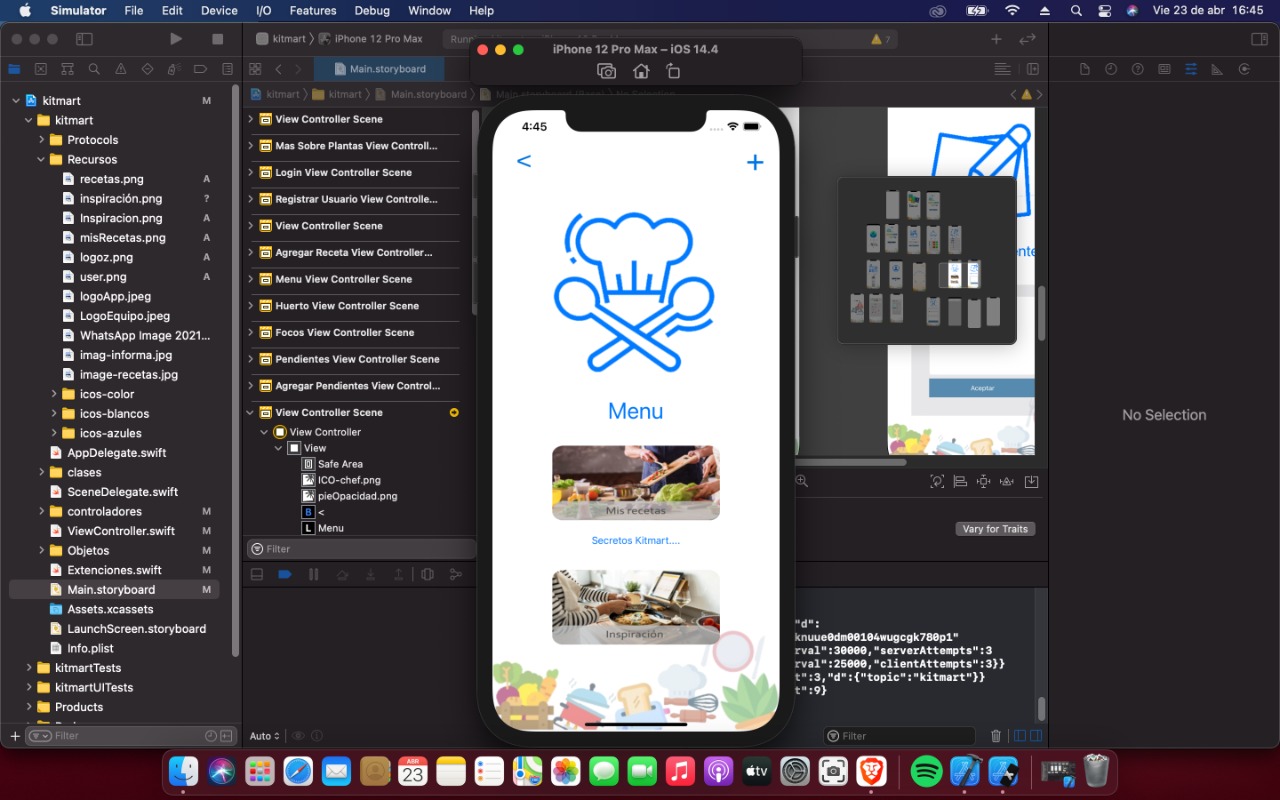 Simulator File Edit Device I/O Features Debug Window Help Vie 23 de abr 16:45
kitmart iPhone 12 Pro Max 7
iPhone 12 Pro Max – iOS 14.4
Main.storyboard
kitmart kitmart Main.storyboard
kitmart M
kitmart
Protocols
Recursos
recetas.png A
inspiración.png ?
Inspiracion.png A
misRecetas.png A
logoz.png A
user.png A
logoApp.jpeg
LogoEquipo.jpeg
WhatsApp Image 2021...
imag-informa.jpg
image-recetas.jpg
icos-color
icos-blancos
icos-azules
AppDelegate.swift
clases
SceneDelegate.swift
controladores M
ViewController.swift M
Objetos M
Extenciones.swift M
Main.storyboard M
Assets.xcassets
LaunchScreen.storyboard
Info.plist
kitmartTests
kitmartUITests
Products
Filter
View Controller Scene
Mas Sobre Plantas View Controll...
Login View Controller Scene
Registrar Usuario View Controlle...
View Controller Scene
Agregar Receta View Controller...
Menu View Controller Scene
Huerto View Controller Scene
Focos View Controller Scene
Pendientes View Controller Scene
Agregar Pendientes View Control...
View Controller Scene
View Controller
View
Safe Area
ICO-chef.png
pieOpacidad.png
B <
L Menu
Filter
Auto
4:45
< +
Menu
Mis recetas
Secretos Kitmart....
Inspiración
Aceptar
Vary for Traits
"d":
knuue0dm00104wugcgk780p1"
rval":30000,"serverAttempts":3
rval":25000,"clientAttempts":3}}
t":3,"d":{"topic":"kitmart"}}
t":9}
Filter
No Selection
ABR
23
tv